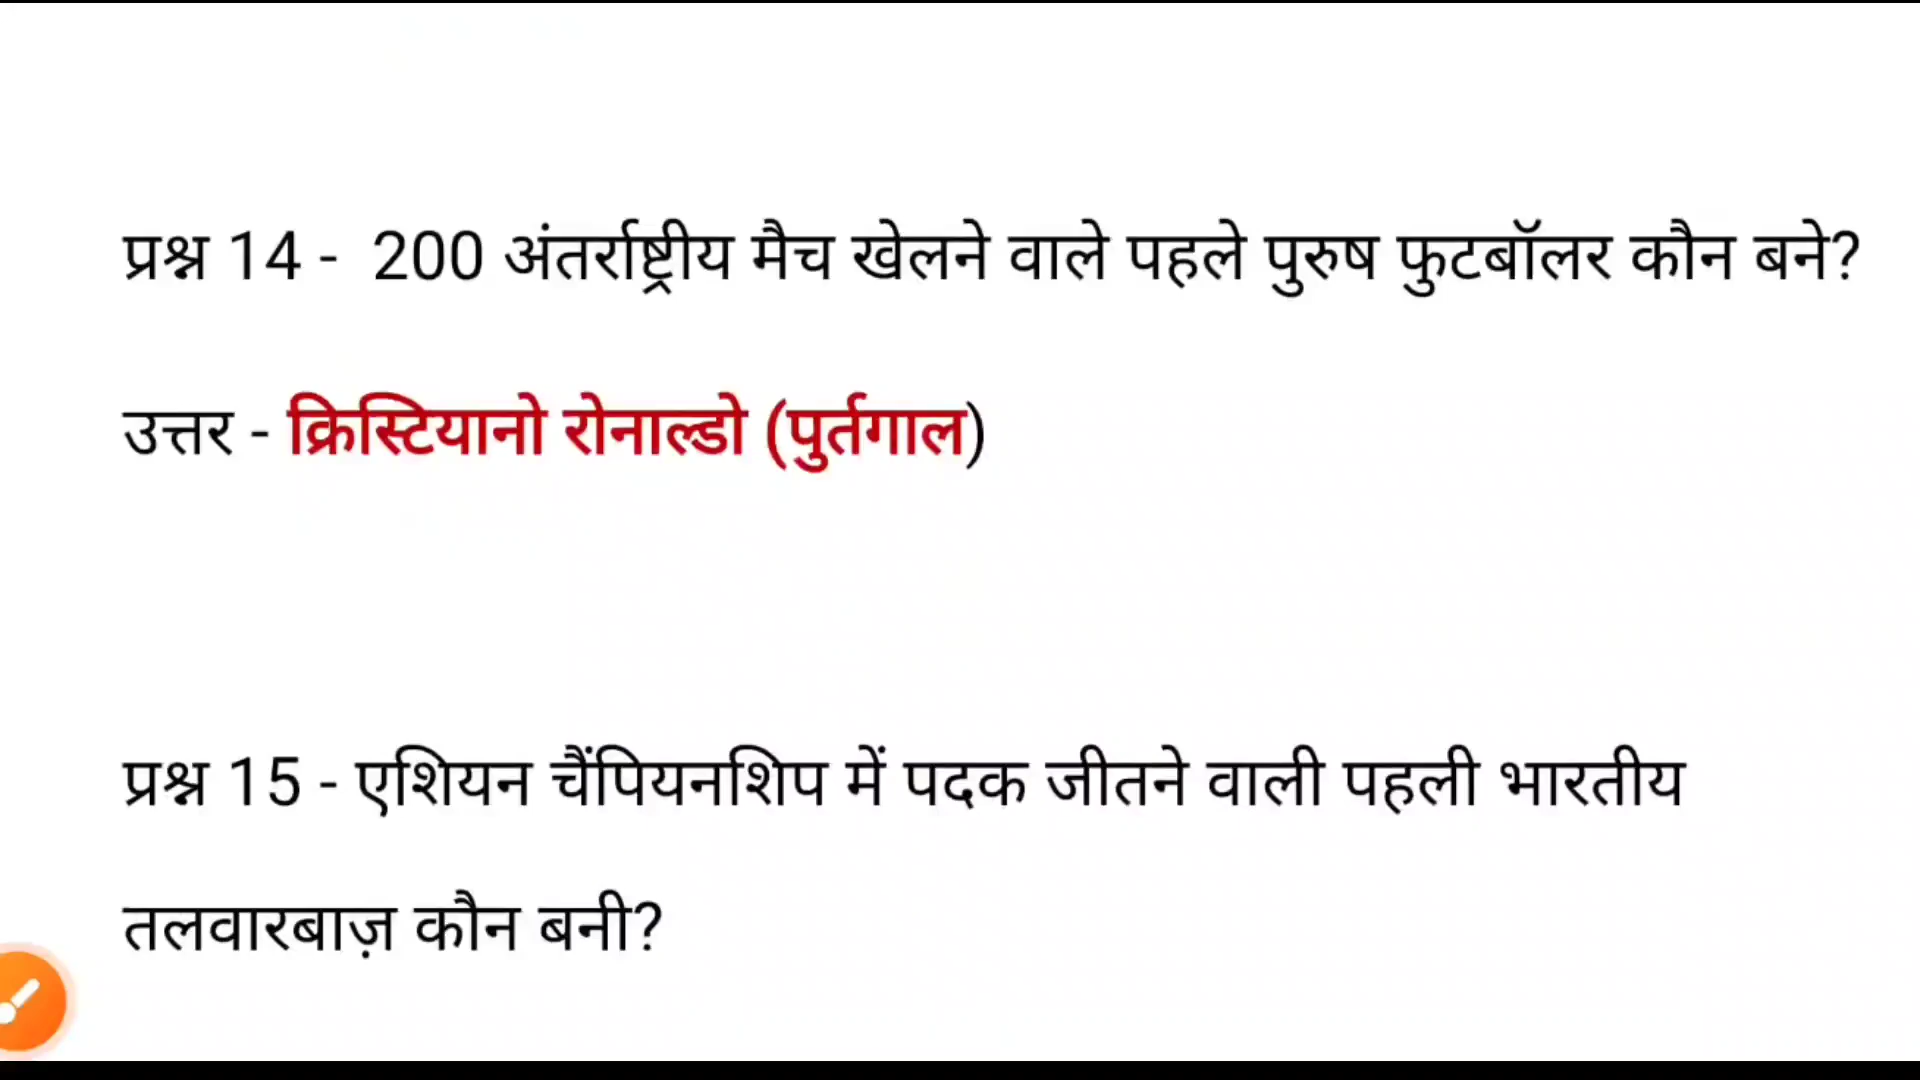 प्रश्न 14 -  200 अंतर्राष्ट्रीय मैच खेलने वाले पहले पुरुष फुटबॉलर कौन बने?
उत्तर - क्रिस्टियानो रोनाल्डो (पुर्तगाल)
प्रश्न 15 - एशियन चैंपियनशिप में पदक जीतने वाली पहली भारतीय
तलवारबाज़ कौन बनी?